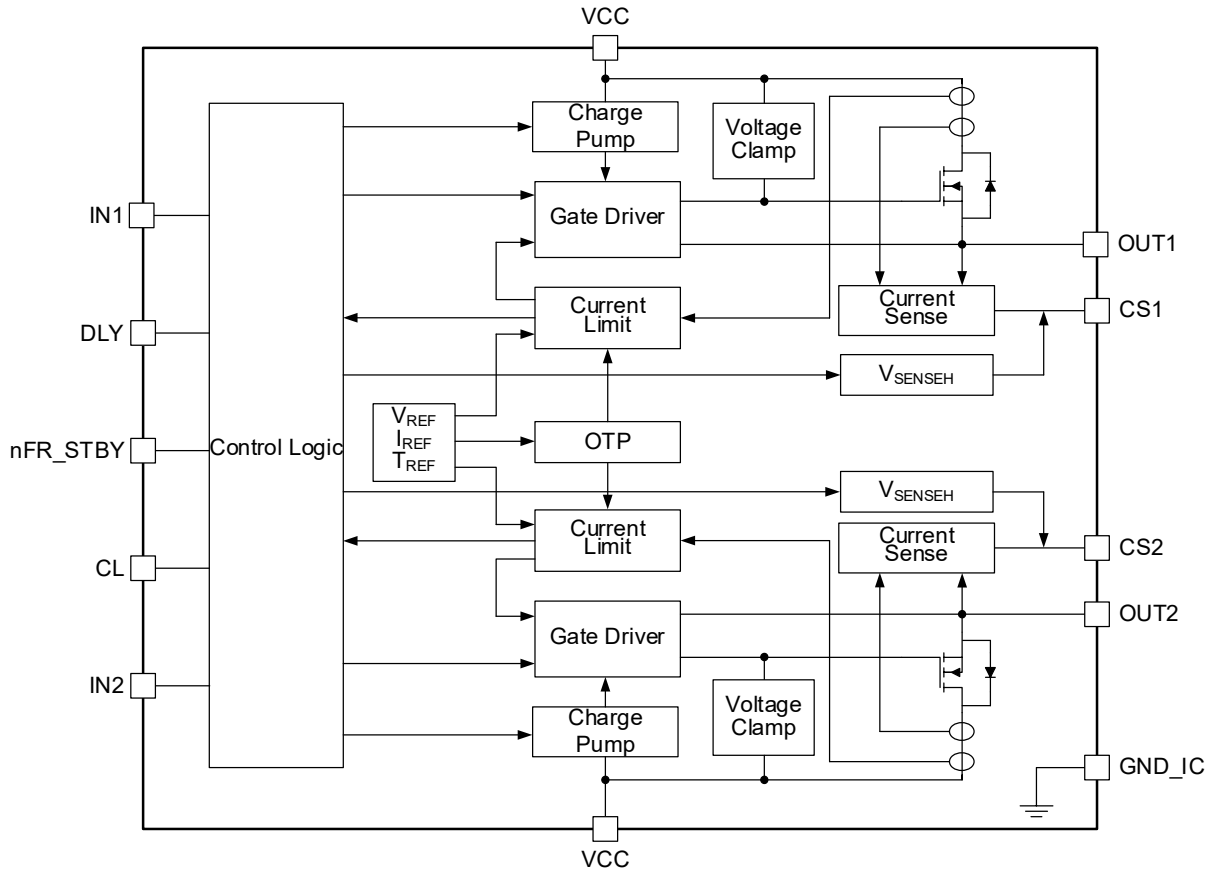 VCC
Charge
Pump
Voltage
Clamp
IN1
Gate Driver
OUT1
Current
Limit
Current
Sense
CS1
DLY
VSENSEH
VREF
IREF
TREF
OTP
nFR_STBY
Control Logic
VSENSEH
Current
Limit
Current
Sense
CS2
CL
OUT2
Gate Driver
IN2
Voltage
Clamp
Charge
Pump
GND_IC
VCC